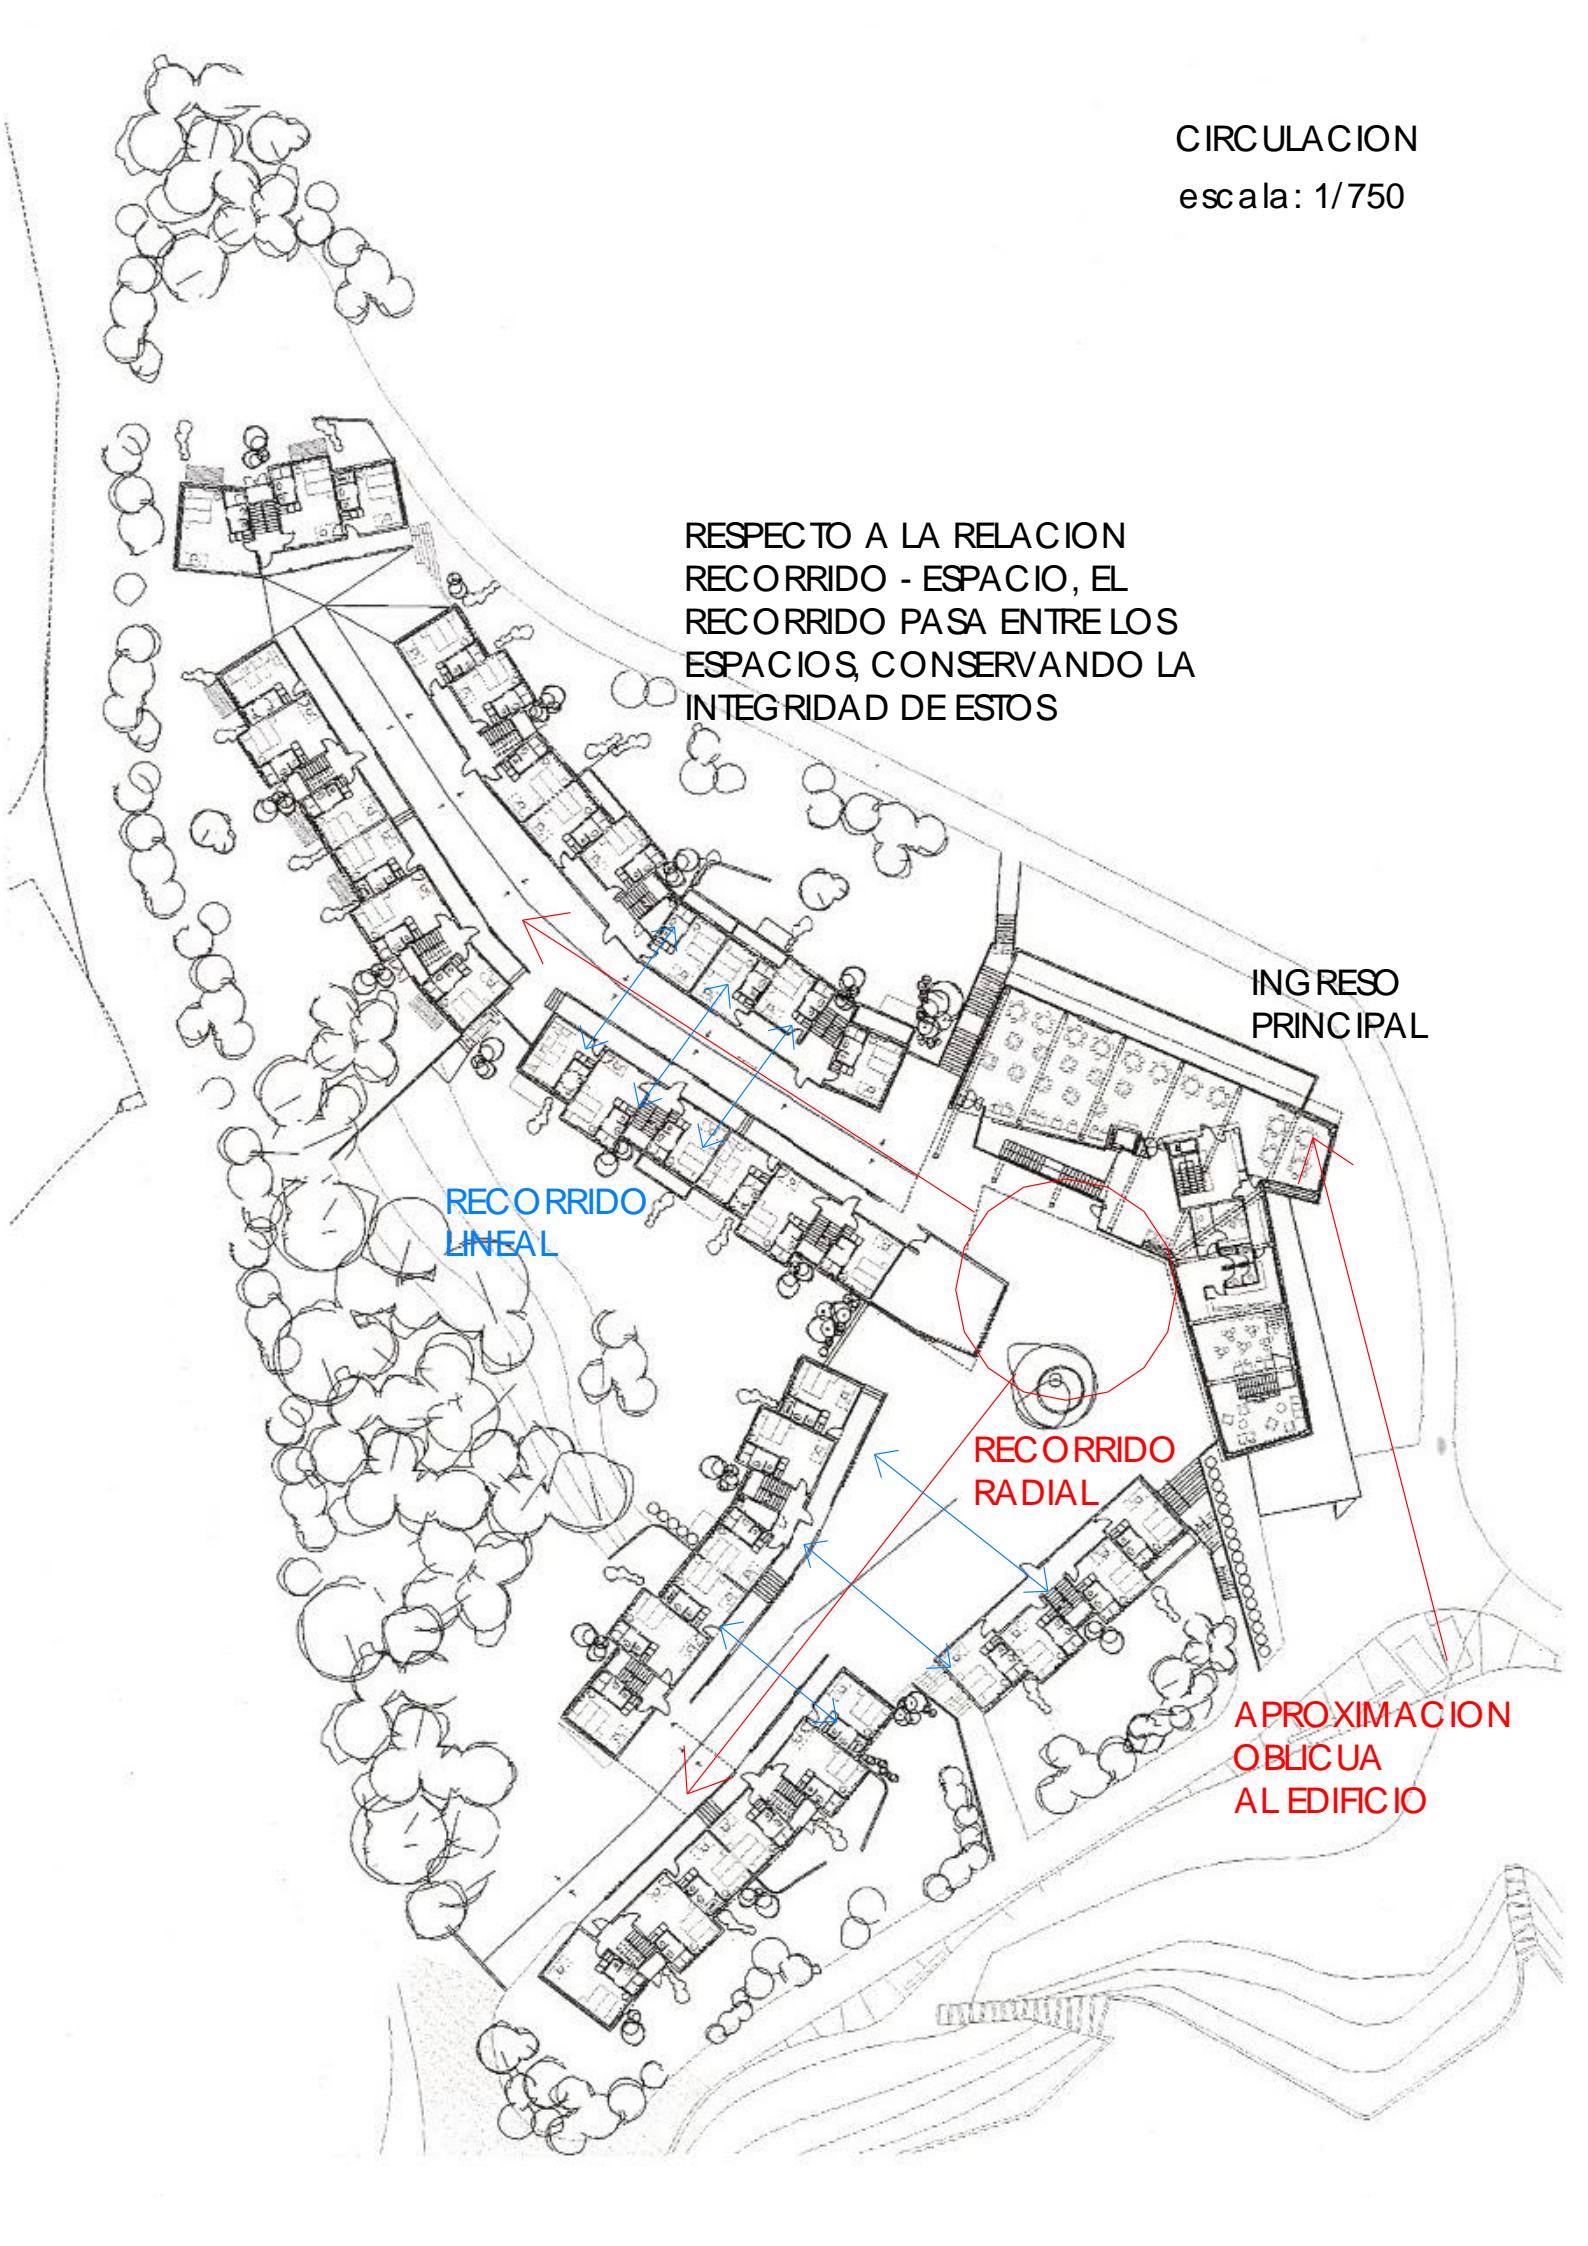 CIRCULACION
escala: 1/750
RESPECTO A LA RELACION
RECORRIDO - ESPACIO, EL
RECORRIDO PASA ENTRE LOS
ESPACIOS, CONSERVANDO LA
INTEGRIDAD DE ESTOS
INGRESO
PRINCIPAL
RECORRIDO
LINEAL
RECORRIDO
RADIAL
APROXIMACION
OBLICUA
AL EDIFICIO